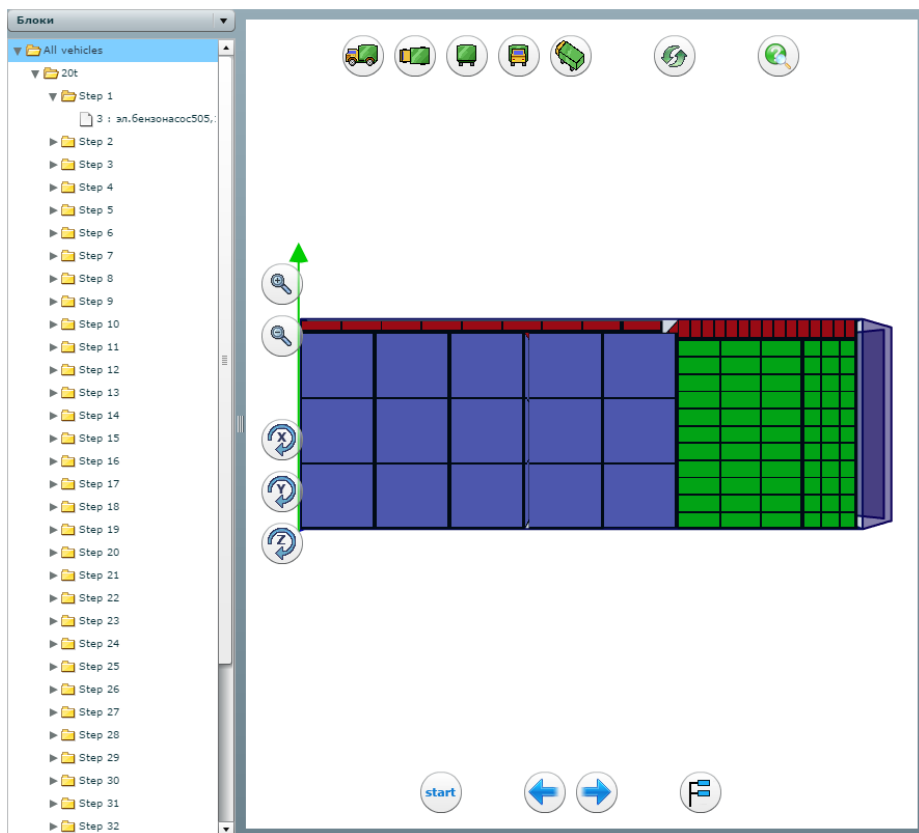 Блоки
All vehicles
20t
Step 1
3 : эл.бензонасос505,
Step 2
Step 3
Step 4
Step 5
Step 6
Step 7
Step 8
Step 9
Step 10
Step 11
Step 12
Step 13
Step 14
Step 15
Step 16
Step 17
Step 18
Step 19
Step 20
Step 21
Step 22
Step 23
Step 24
Step 25
Step 26
Step 27
Step 28
Step 29
Step 30
Step 31
Step 32
X
Y
Z
start